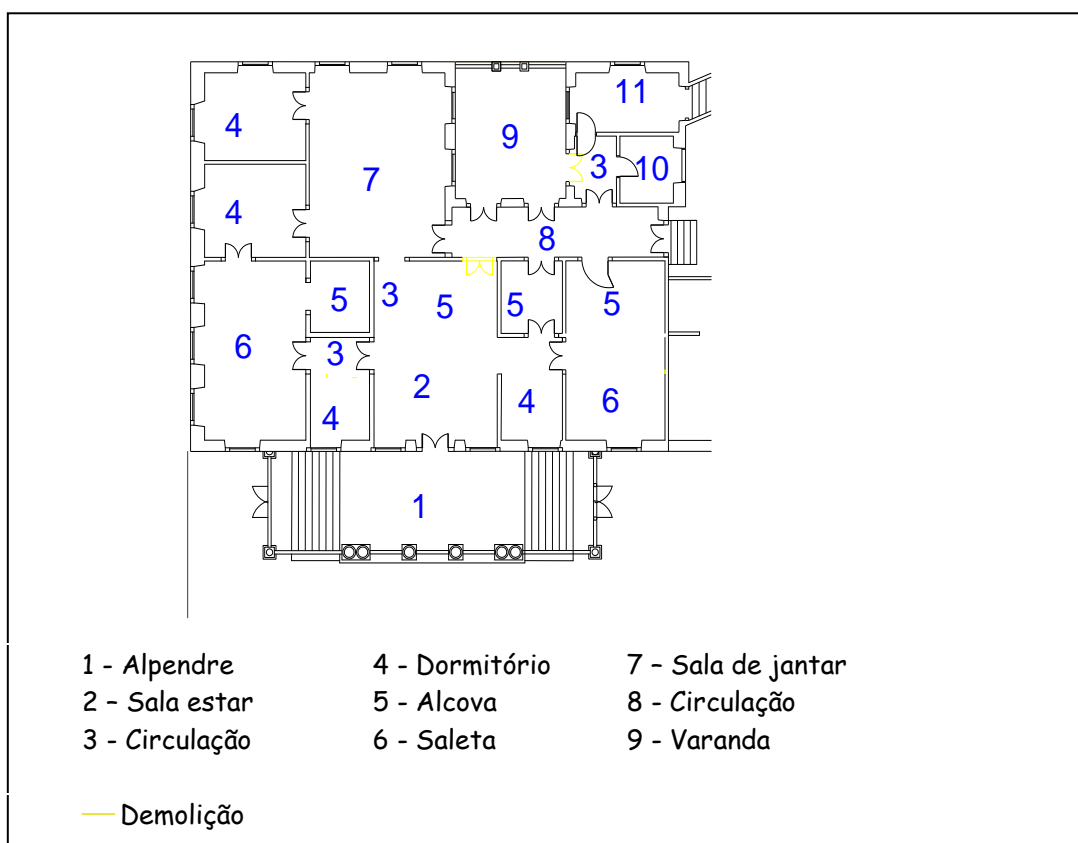 11
4
9
3
10
7
4
8
5
3
5
5
5
6
3
2
4
6
4
1
1 - Alpendre
4 - Dormitório
7 – Sala de jantar
2 – Sala estar
5 - Alcova
8 - Circulação
3 - Circulação
6 - Saleta
9 - Varanda
Demolição